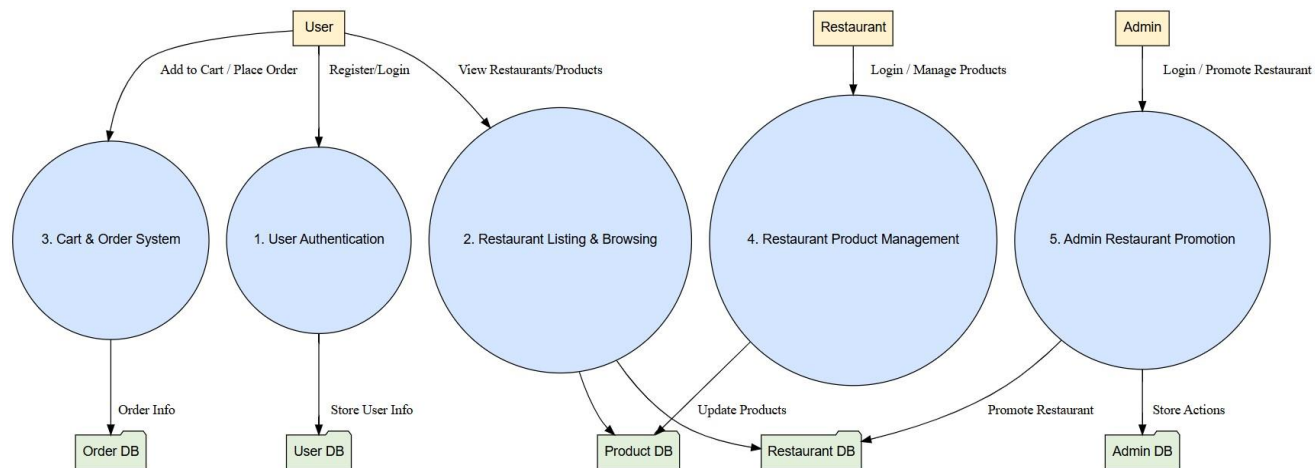 User
Restaurant
Admin
Add to Cart / Place Order
Register/Login
View Restaurants/Products
Login / Manage Products
Login / Promote Restaurant
3. Cart & Order System
1. User Authentication
2. Restaurant Listing & Browsing
4. Restaurant Product Management
5. Admin Restaurant Promotion
Order Info
Store User Info
Update Products
Promote Restaurant
Store Actions
Order DB
User DB
Product DB
Restaurant DB
Admin DB